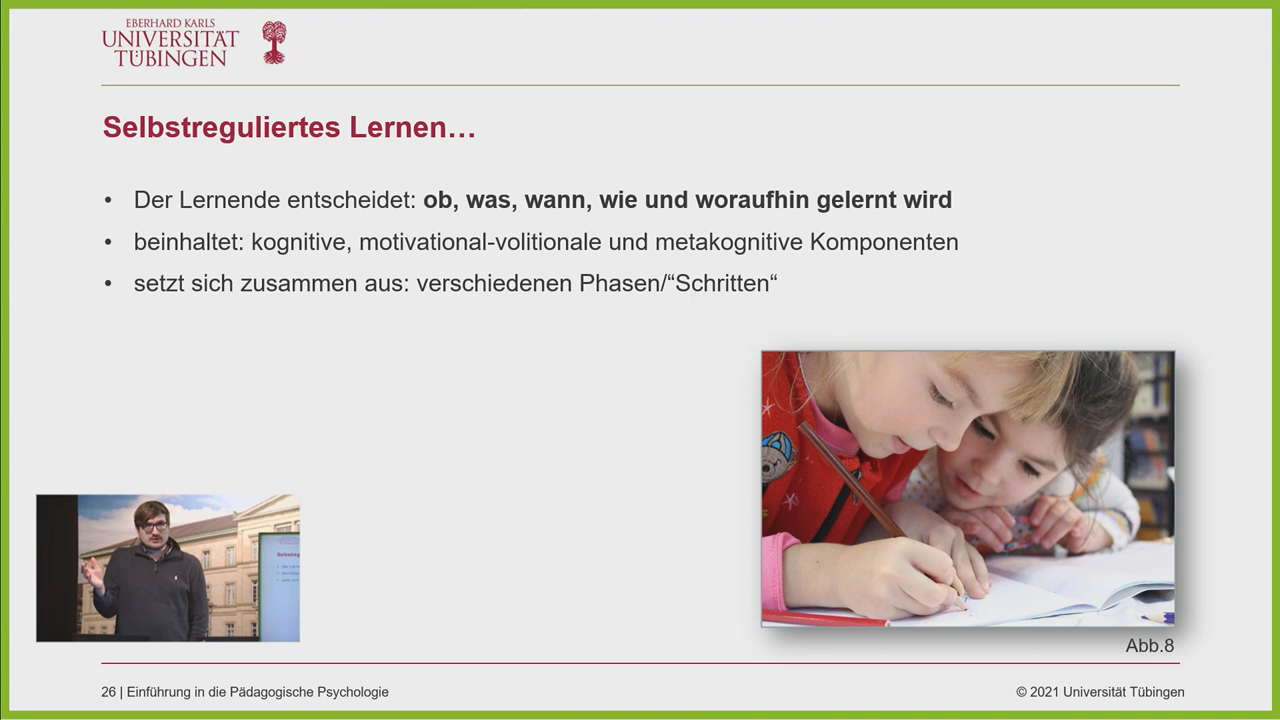 EBERHARD KARLS
UNIVERSITÄT
TÜBINGEN
Selbstreguliertes Lernen…
• Der Lernende entscheidet: ob, was, wann, wie und woraufhin gelernt wird
• beinhaltet: kognitive, motivational-volitionale und metakognitive Komponenten
• setzt sich zusammen aus: verschiedenen Phasen/“Schritten“
Abb.8
26 | Einführung in die Pädagogische Psychologie
© 2021 Universität Tübingen